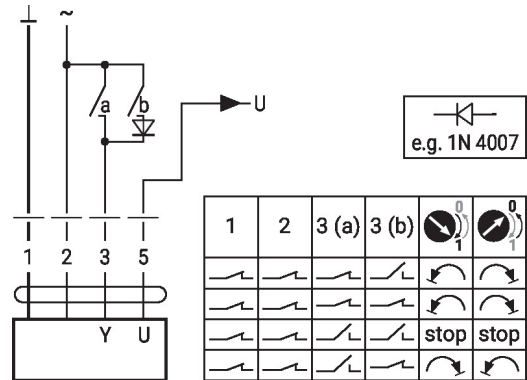 ⊥ ~
a b
U
e.g. 1N 4007
1 2 3 (a) 3 (b) 0 1 0 1
stop stop
1 2 3 5
Y U